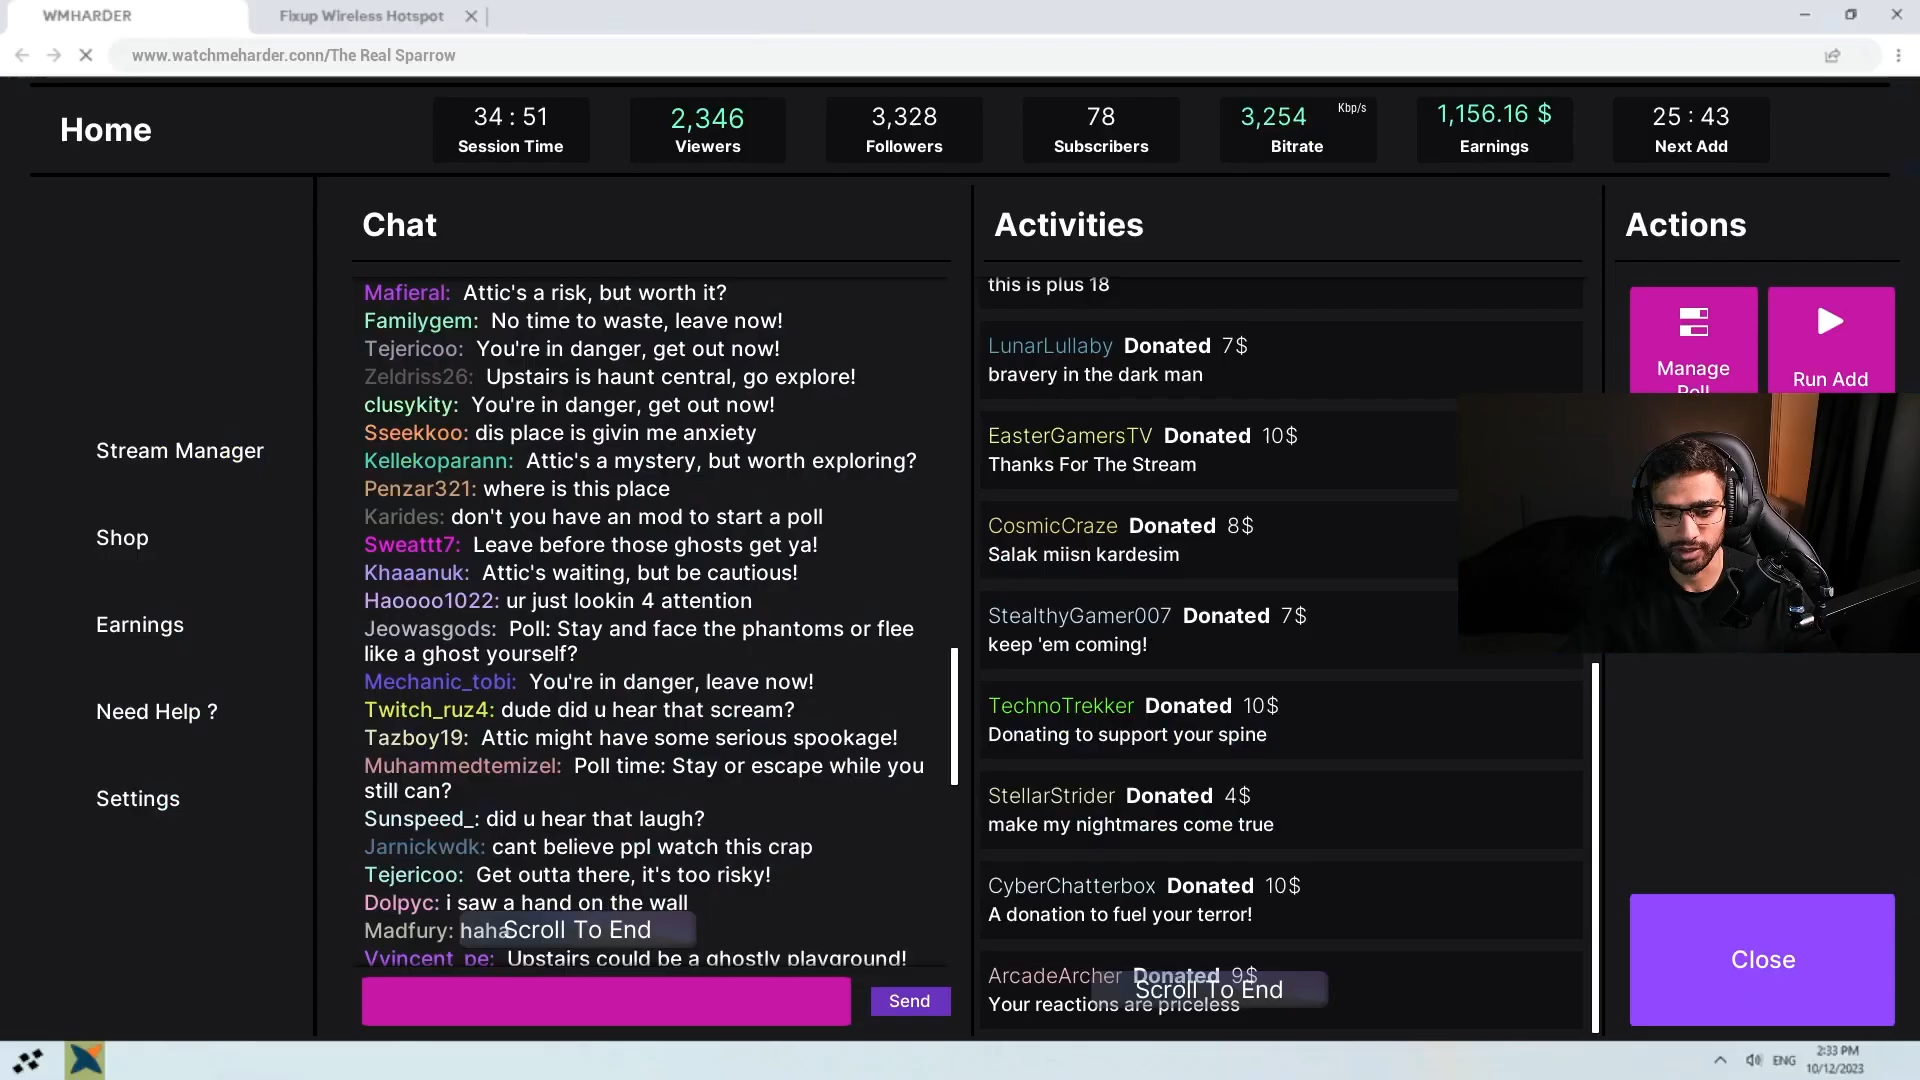 WMHARDER
Fixup Wireless Hotspot
www.watchmeharder.conn/The Real Sparrow
Home
34 : 51
Session Time
2,346
Viewers
3,328
Followers
78
Subscribers
3,254 Kbp/s
Bitrate
1,156.16 $
Earnings
25 : 43
Next Add
Stream Manager
Shop
Earnings
Need Help ?
Settings
Chat
Mafieral: Attic's a risk, but worth it?
Familygem: No time to waste, leave now!
Tejericoo: You're in danger, get out now!
Zeldriss26: Upstairs is haunt central, go explore!
clusykity: You're in danger, get out now!
Sseekkoo: dis place is givin me anxiety
Kellekoparann: Attic's a mystery, but worth exploring?
Penzar321: where is this place
Karides: don't you have an mod to start a poll
Sweattt7: Leave before those ghosts get ya!
Khaaanuk: Attic's waiting, but be cautious!
Haoooo1022: ur just lookin 4 attention
Jeowasgods: Poll: Stay and face the phantoms or flee
like a ghost yourself?
Mechanic_tobi: You're in danger, leave now!
Twitch_ruz4: dude did u hear that scream?
Tazboy19: Attic might have some serious spookage!
Muhammedtemizel: Poll time: Stay or escape while you
still can?
Sunspeed_: did u hear that laugh?
Jarnickwdk: cant believe ppl watch this crap
Tejericoo: Get outta there, it's too risky!
Dolpyc: i saw a hand on the wall
Madfury: haha
Scroll To End
Vvincent_pe: Upstairs could be a ghostly playground!
Send
Activities
this is plus 18
LunarLullaby Donated 7$
bravery in the dark man
EasterGamersTV Donated 10$
Thanks For The Stream
CosmicCraze Donated 8$
Salak miisn kardesim
StealthyGamer007 Donated 7$
keep 'em coming!
TechnoTrekker Donated 10$
Donating to support your spine
StellarStrider Donated 4$
make my nightmares come true
CyberChatterbox Donated 10$
A donation to fuel your terror!
ArcadeArcher Donated 9$
Scroll To End
Your reactions are priceless
Actions
Manage
Poll
Run Add
Close
ENG
2:33 PM
10/12/2023